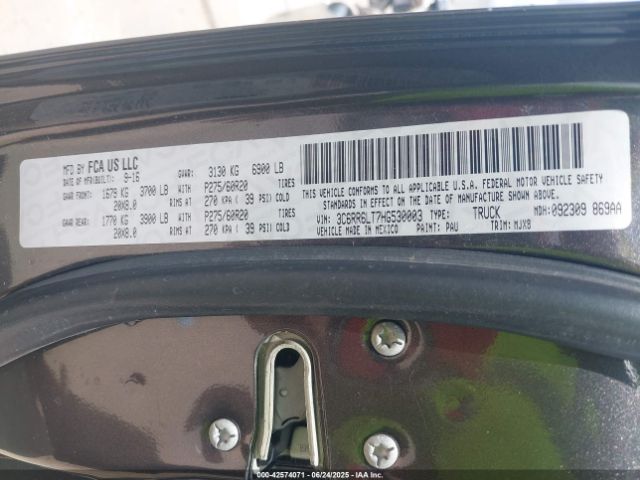 MFD BY FCA US LLC
DATE OF MFR(BUILT): 9-16 GVWR: 3130 KG 6900 LB
GAWR FRONT: 1679 KG 3700 LB WITH P275/60R20 TIRES
20X8.0 RIMS AT 270 KPA ( 39 PSI) COLD
GAWR REAR: 1770 KG 3900 LB WITH P275/60R20 TIRES
20X8.0 RIMS AT 270 KPA ( 39 PSI) COLD
THIS VEHICLE CONFORMS TO ALL APPLICABLE U.S.A. FEDERAL MOTOR VEHICLE SAFETY
STANDARDS IN EFFECT ON THE DATE OF MANUFACTURE SHOWN ABOVE.
VIN: 3C6RR6LT7HG530003 TYPE: TRUCK MDH: 092309 869AA
VEHICLE MADE IN MEXICO PAINT: PAU TRIM: MJX8
000-42574071 - 06/24/2025 - IAA Inc.